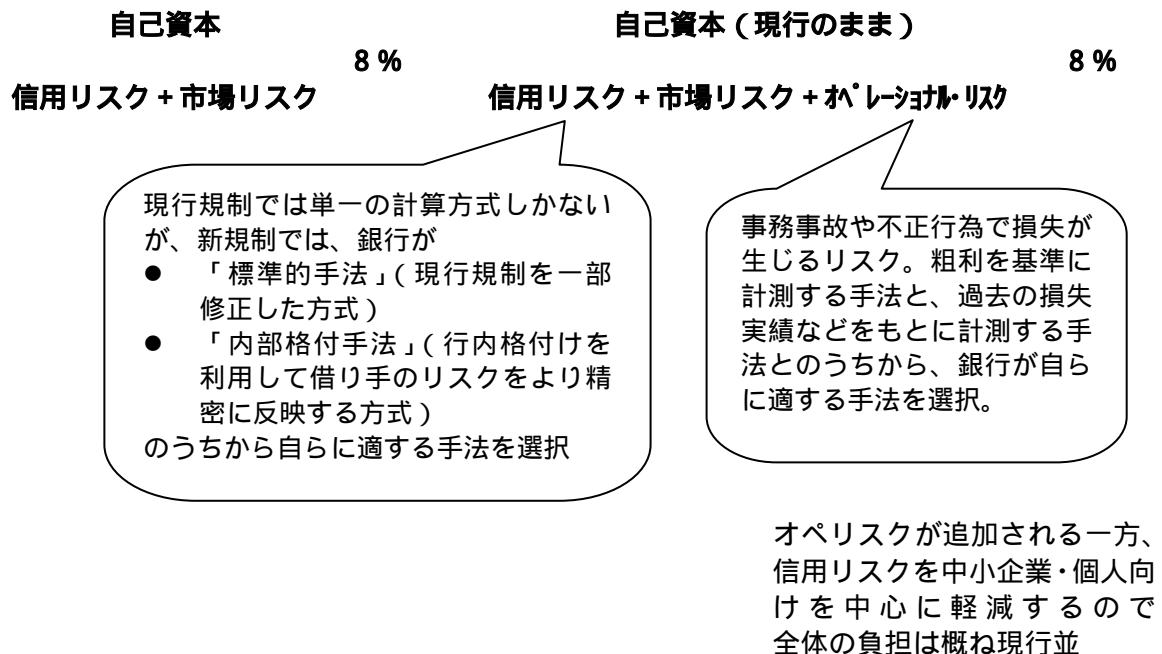 自己資本
自己資本(現行のまま)
8%
8%
信用リスク+市場リスク
信用リスク+市場リスク+オペレーショナル・リスク
現行規制では単一の計算方式しかない
が、新規制では、銀行が
● 「標準的手法」(現行規制を一部
修正した方式)
● 「内部格付手法」(行内格付けを
利用して借り手のリスクをより精
密に反映する方式)
のうちから自らに適する手法を選択
事務事故や不正行為で損失が
生じるリスク。粗利を基準に
計測する手法と、過去の損失
実績などをもとに計測する手
法とのうちから、銀行が自ら
に適する手法を選択。
オペリスクが追加される一方、
信用リスクを中小企業・個人向
けを中心に軽減するので
全体の負担は概ね現行並